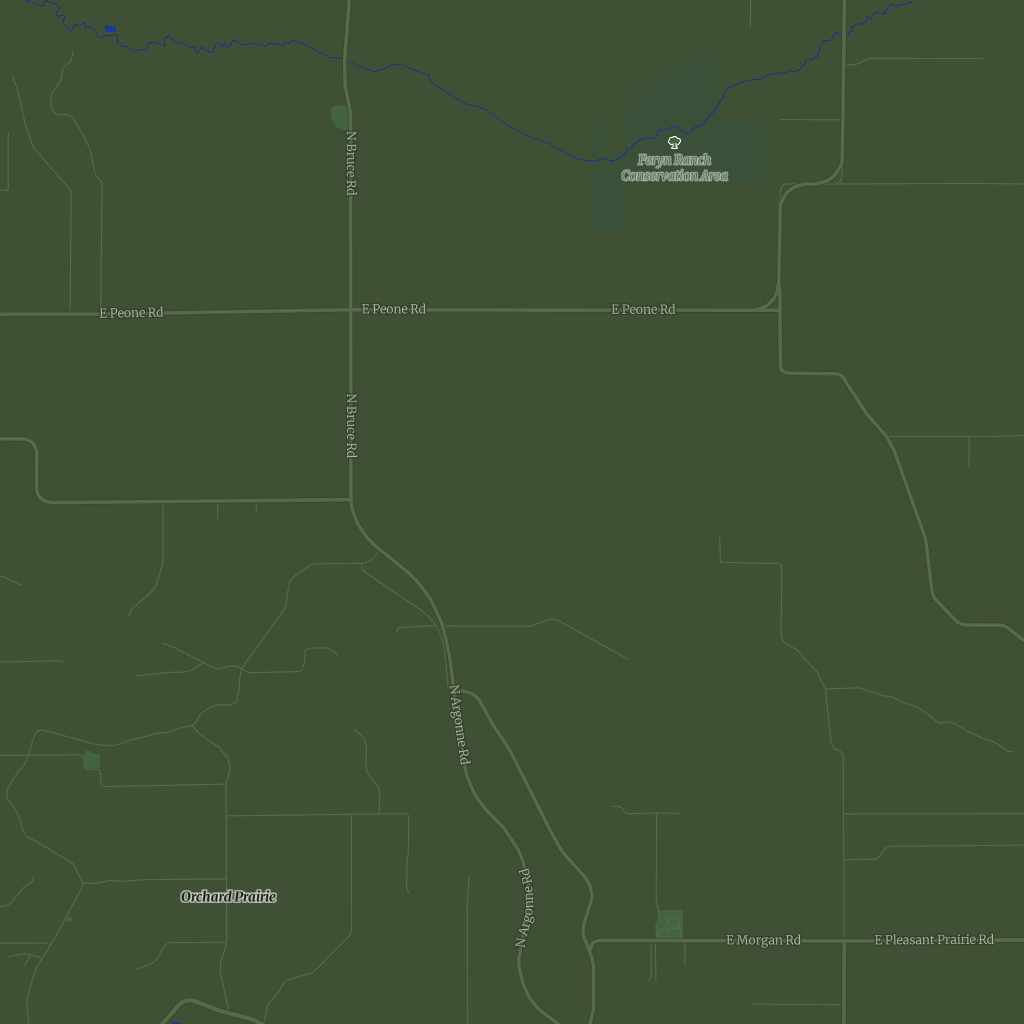 N Bruce Rd
Feryn Ranch
Conservation Area
E Peone Rd
E Peone Rd
E Peone Rd
N Bruce Rd
N Argonne Rd
Orchard Prairie
N Argonne Rd
E Morgan Rd
E Pleasant Prairie Rd